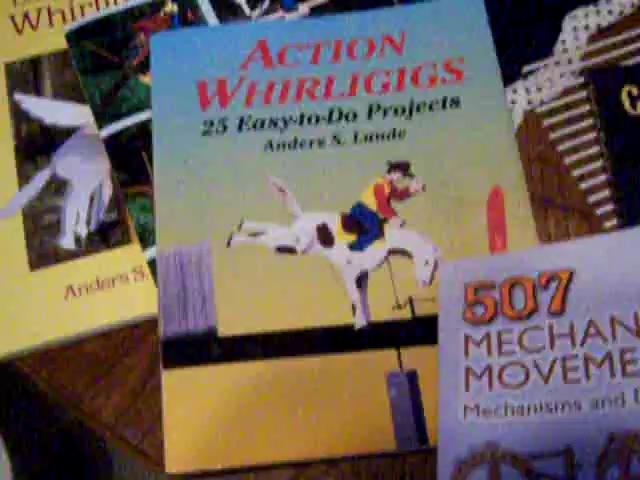 Whirli
Anders S.
ACTION
WHIRLIGIGS
25 Easy-to-Do Projects
Anders S. Lunde
507
MECHAN
MOVEME
Mechanisms and